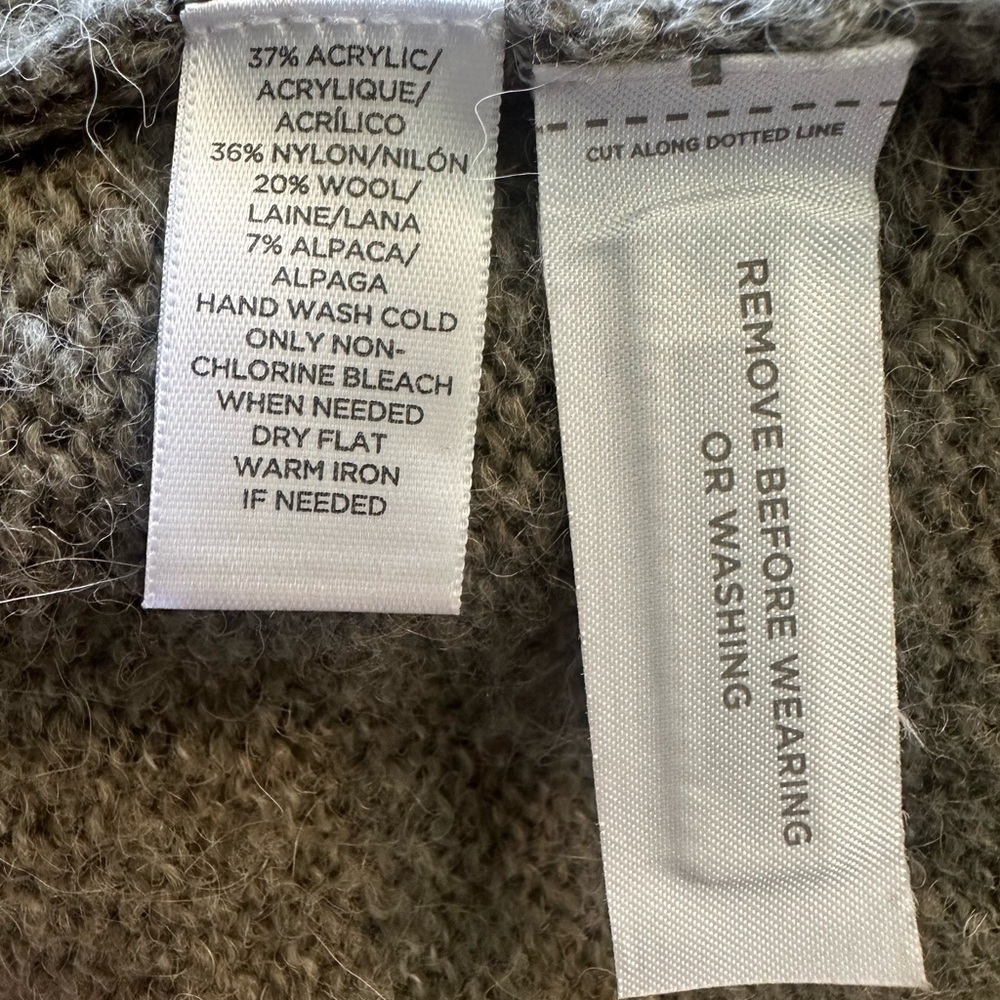 37% ACRYLIC/
ACRYLIQUE/
ACRÍLICO
36% NYLON/NILÓN
20% WOOL/
LAINE/LANA
7% ALPACA/
ALPAGA
HAND WASH COLD
ONLY NON-
CHLORINE BLEACH
WHEN NEEDED
DRY FLAT
WARM IRON
IF NEEDED
CUT ALONG DOTTED LINE
REMOVE BEFORE WEARING
OR WASHING